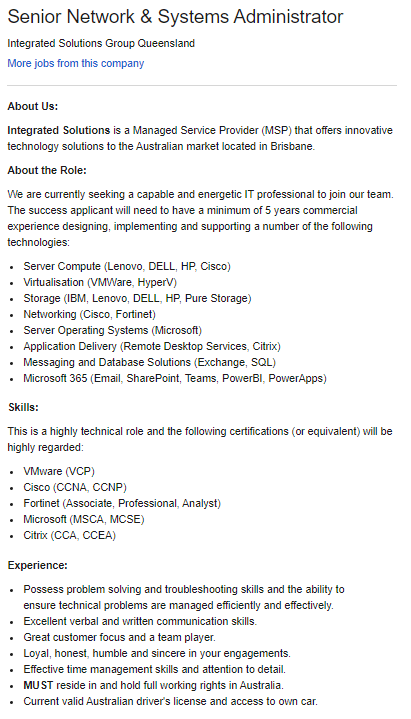 Senior Network & Systems Administrator
Integrated Solutions Group Queensland
More jobs from this company
About Us:
Integrated Solutions is a Managed Service Provider (MSP) that offers innovative
technology solutions to the Australian market located in Brisbane.
About the Role:
We are currently seeking a capable and energetic IT professional to join our team.
The success applicant will need to have a minimum of 5 years commercial
experience designing, implementing and supporting a number of the following
technologies:
• Server Compute (Lenovo, DELL, HP, Cisco)
• Virtualisation (VMWare, HyperV)
• Storage (IBM, Lenovo, DELL, HP, Pure Storage)
• Networking (Cisco, Fortinet)
• Server Operating Systems (Microsoft)
• Application Delivery (Remote Desktop Services, Citrix)
• Messaging and Database Solutions (Exchange, SQL)
• Microsoft 365 (Email, SharePoint, Teams, PowerBI, PowerApps)
Skills:
This is a highly technical role and the following certifications (or equivalent) will be
highly regarded:
• VMware (VCP)
• Cisco (CCNA, CCNP)
• Fortinet (Associate, Professional, Analyst)
• Microsoft (MSCA, MCSE)
• Citrix (CCA, CCEA)
Experience:
• Possess problem solving and troubleshooting skills and the ability to
ensure technical problems are managed efficiently and effectively.
• Excellent verbal and written communication skills.
• Great customer focus and a team player.
• Loyal, honest, humble and sincere in your engagements.
• Effective time management skills and attention to detail.
• MUST reside in and hold full working rights in Australia.
• Current valid Australian driver's license and access to own car.